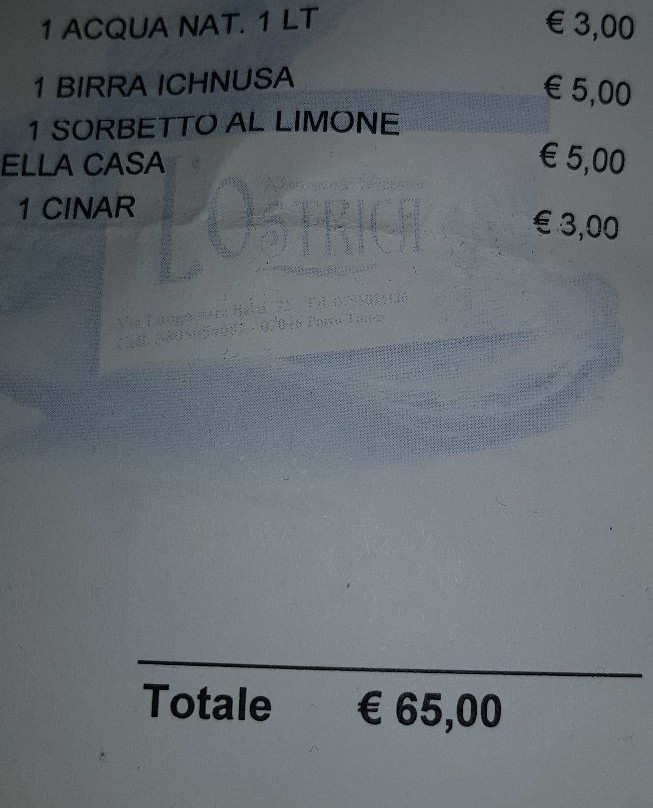 1 ACQUA NAT. 1 LT € 3,00
1 BIRRA ICHNUSA € 5,00
1 SORBETTO AL LIMONE
ELLA CASA € 5,00
1 CINAR € 3,00
L'OSTRICA
Totale € 65,00